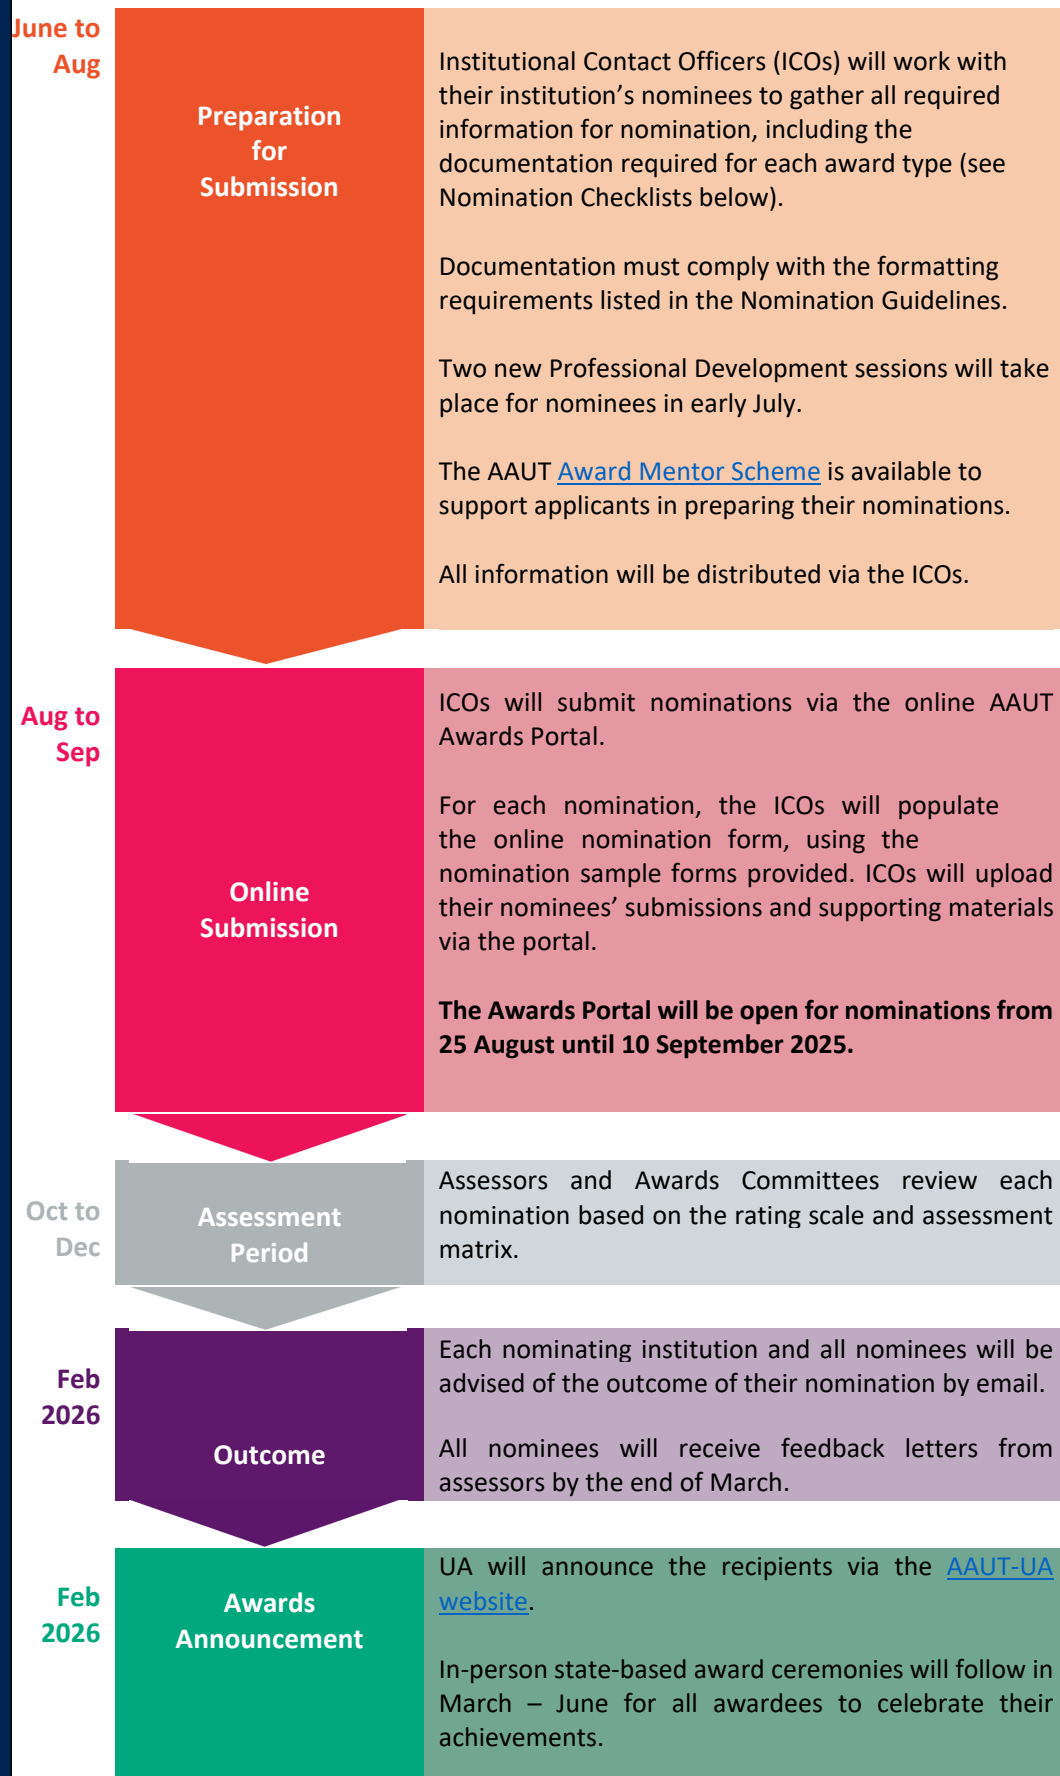 June to
Aug
Preparation
for
Submission
Institutional Contact Officers (ICOs) will work with
their institution’s nominees to gather all required
information for nomination, including the
documentation required for each award type (see
Nomination Checklists below).
Documentation must comply with the formatting
requirements listed in the Nomination Guidelines.
Two new Professional Development sessions will take
place for nominees in early July.
The AAUT Award Mentor Scheme is available to
support applicants in preparing their nominations.
All information will be distributed via the ICOs.
Aug to
Sep
Online
Submission
ICOs will submit nominations via the online AAUT
Awards Portal.
For each nomination, the ICOs will populate
the online nomination form, using the
nomination sample forms provided. ICOs will upload
their nominees’ submissions and supporting materials
via the portal.
The Awards Portal will be open for nominations from
25 August until 10 September 2025.
Oct to
Dec
Assessment
Period
Assessors and Awards Committees review each
nomination based on the rating scale and assessment
matrix.
Feb
2026
Outcome
Each nominating institution and all nominees will be
advised of the outcome of their nomination by email.
All nominees will receive feedback letters from
assessors by the end of March.
Feb
2026
Awards
Announcement
UA will announce the recipients via the AAUT-UA
website.
In-person state-based award ceremonies will follow in
March – June for all awardees to celebrate their
achievements.